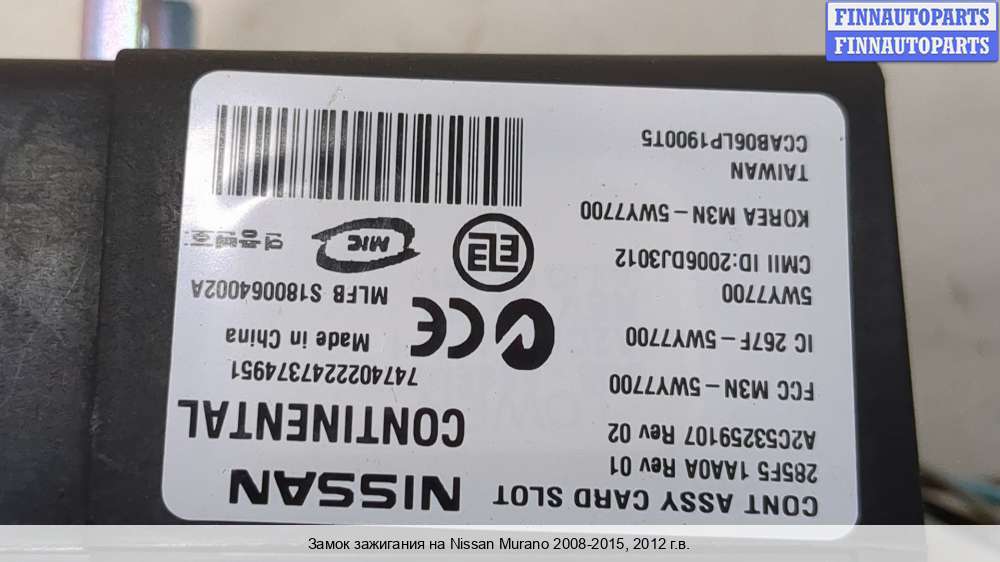 FINNAUTOPARTS
FINNAUTOPARTS
CONT ASSY CARD SLOT
285F5 1AA0A Rev 01
A2C53259107 Rev 02
FCC M3N-5WY7700
IC 267F-5WY7700
5WY7700
CMII ID:2006DJ3012
KOREA M3N-5WY7700
TAIWAN
CCAB06LP1900T5
NISSAN
CONTINENTAL
7474022247374951
Made in China
CE
MLFB S180064002A
MIC
Замок зажигания на Nissan Murano 2008-2015, 2012 г.в.